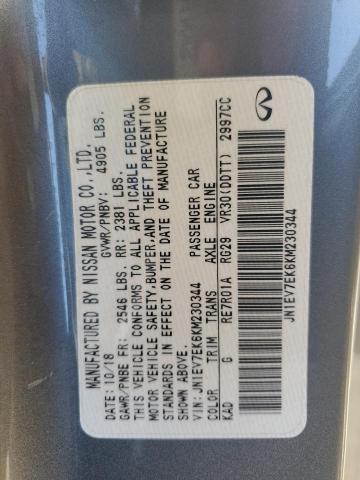 MANUFACTURED BY NISSAN MOTOR CO.,LTD.
GVWR/PNBV: 4905 LBS.
DATE: 10/18
GAWR/PNBE FR: 2546 LBS. RR: 2381 LBS.
THIS VEHICLE CONFORMS TO ALL APPLICABLE FEDERAL
MOTOR VEHICLE SAFETY,BUMPER,AND THEFT PREVENTION
STANDARDS IN EFFECT ON THE DATE OF MANUFACTURE
SHOWN ABOVE.
VIN: JN1EV7EK6KM230344 PASSENGER CAR
COLOR TRIM TRANS AXLE ENGINE
KAD G RE7R01A RG29 VR30(DDTT) 2997CC
JN1EV7EK6KM230344